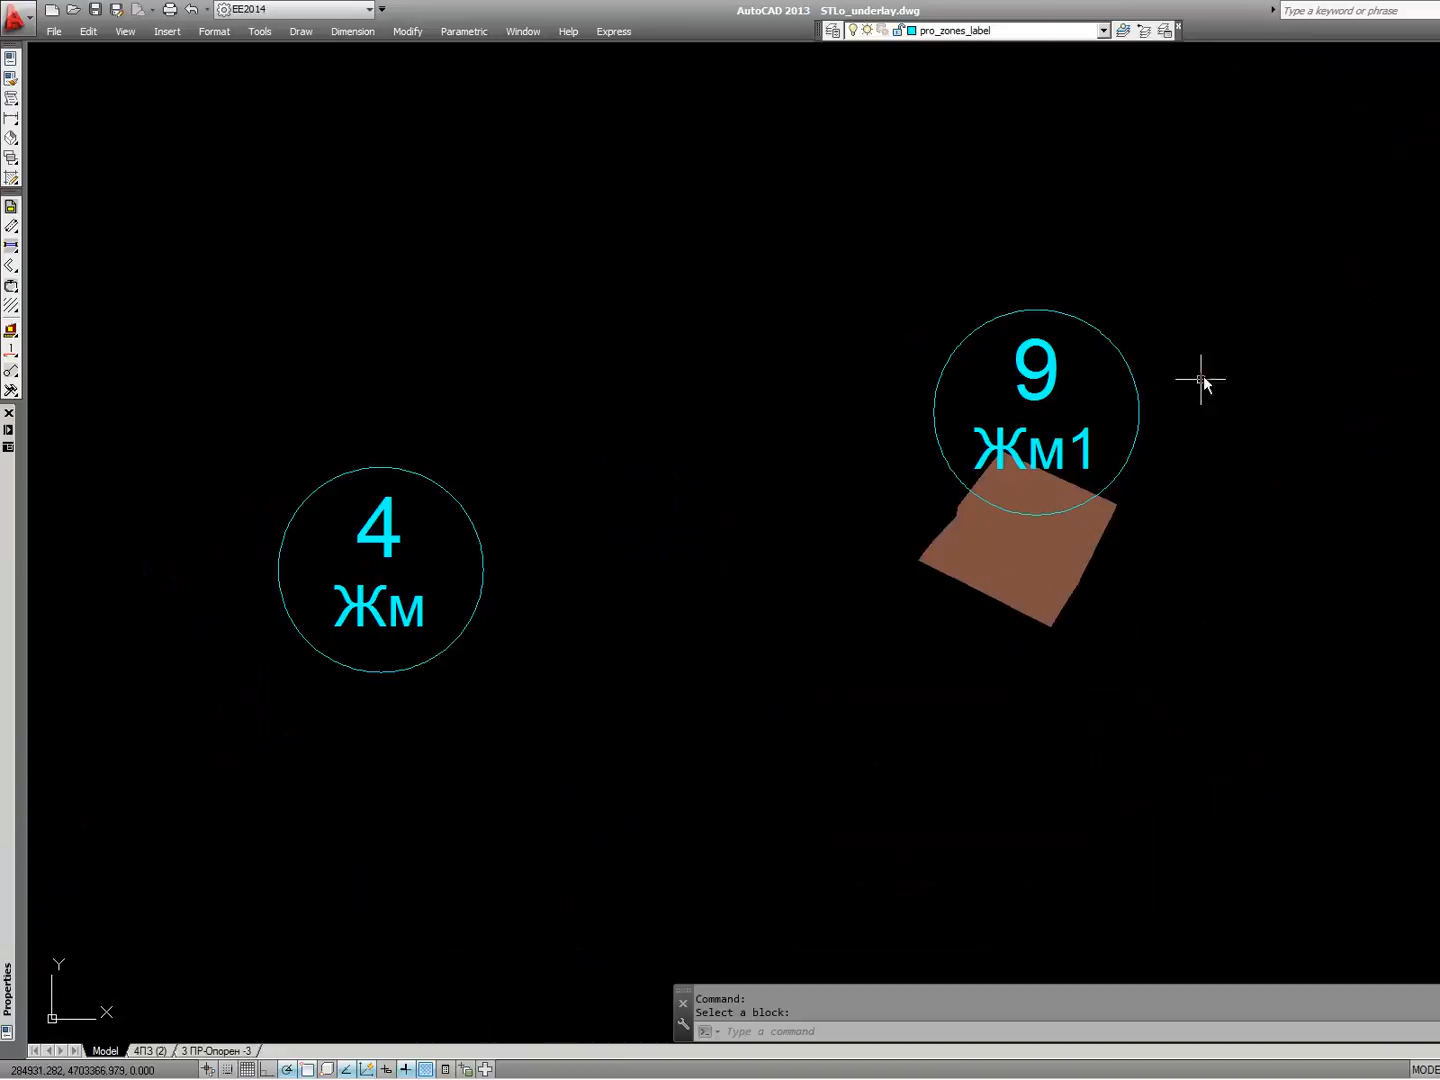 EE2014
AutoCAD 2013 STLo_underlay.dwg
Type a keyword or phrase
File Edit View Insert Format Tools Draw Dimension Modify Parametric Window Help Express
pro_zones_label
9
Жм1
4
Жм
Y
X
Properties
Command:
Select a block:
Type a command
Model 4ПЗ (2) 3 ПР-Опорен -3
284931.282, 4703366.979, 0.000
MODE